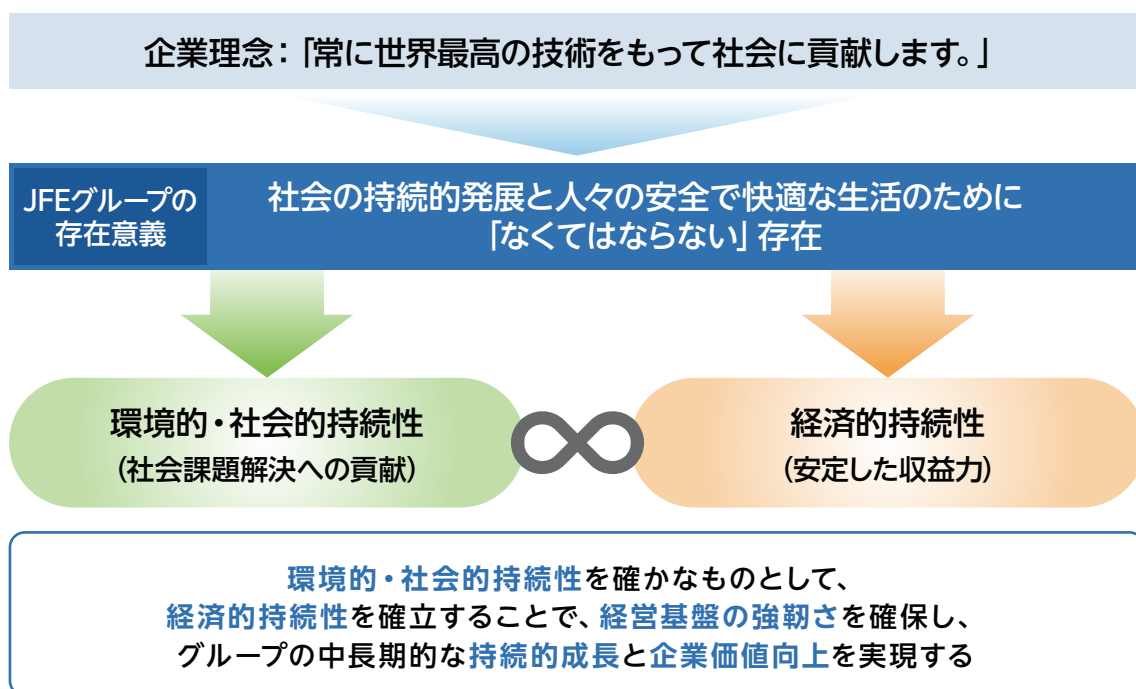 企業理念：「常に世界最高の技術をもって社会に貢献します。」
JFEグループの
存在意義
社会の持続的発展と人々の安全で快適な生活のために
「なくてはならない」存在
環境的・社会的持続性
（社会課題解決への貢献）
経済的持続性
（安定した収益力）
環境的・社会的持続性を確かなものとして、
経済的持続性を確立することで、経営基盤の強靭さを確保し、
グループの中長期的な持続的成長と企業価値向上を実現する